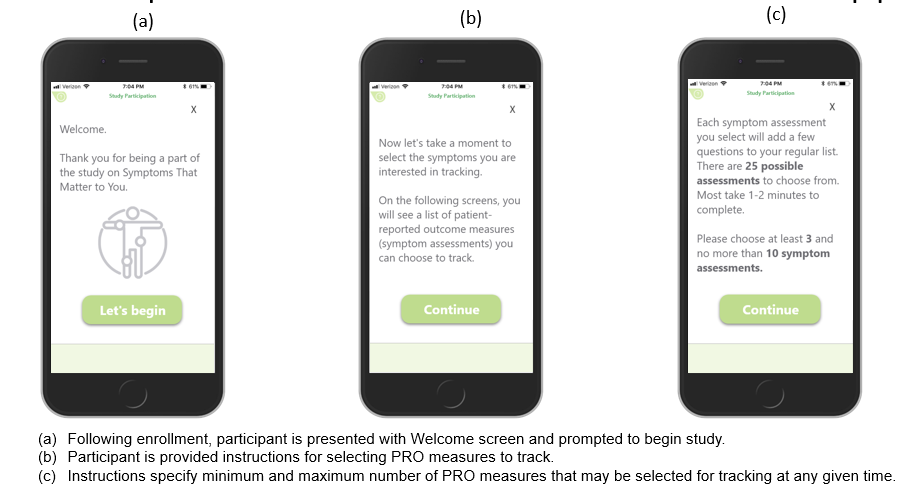 (a)
(b)
(c)
Verizon 7:04 PM 61%
Study Participation
X
Welcome.
Thank you for being a part of
the study on Symptoms That
Matter to You.
Let's begin
Verizon 7:04 PM 61%
Study Participation
X
Now let's take a moment to
select the symptoms you are
interested in tracking.
On the following screens, you
will see a list of patient-
reported outcome measures
(symptom assessments) you
can choose to track.
Continue
Verizon 7:04 PM 61%
Study Participation
X
Each symptom assessment
you select will add a few
questions to your regular list.
There are 25 possible
assessments to choose from.
Most take 1-2 minutes to
complete.
Please choose at least 3 and
no more than 10 symptom
assessments.
Continue
(a) Following enrollment, participant is presented with Welcome screen and prompted to begin study.
(b) Participant is provided instructions for selecting PRO measures to track.
(c) Instructions specify minimum and maximum number of PRO measures that may be selected for tracking at any given time.